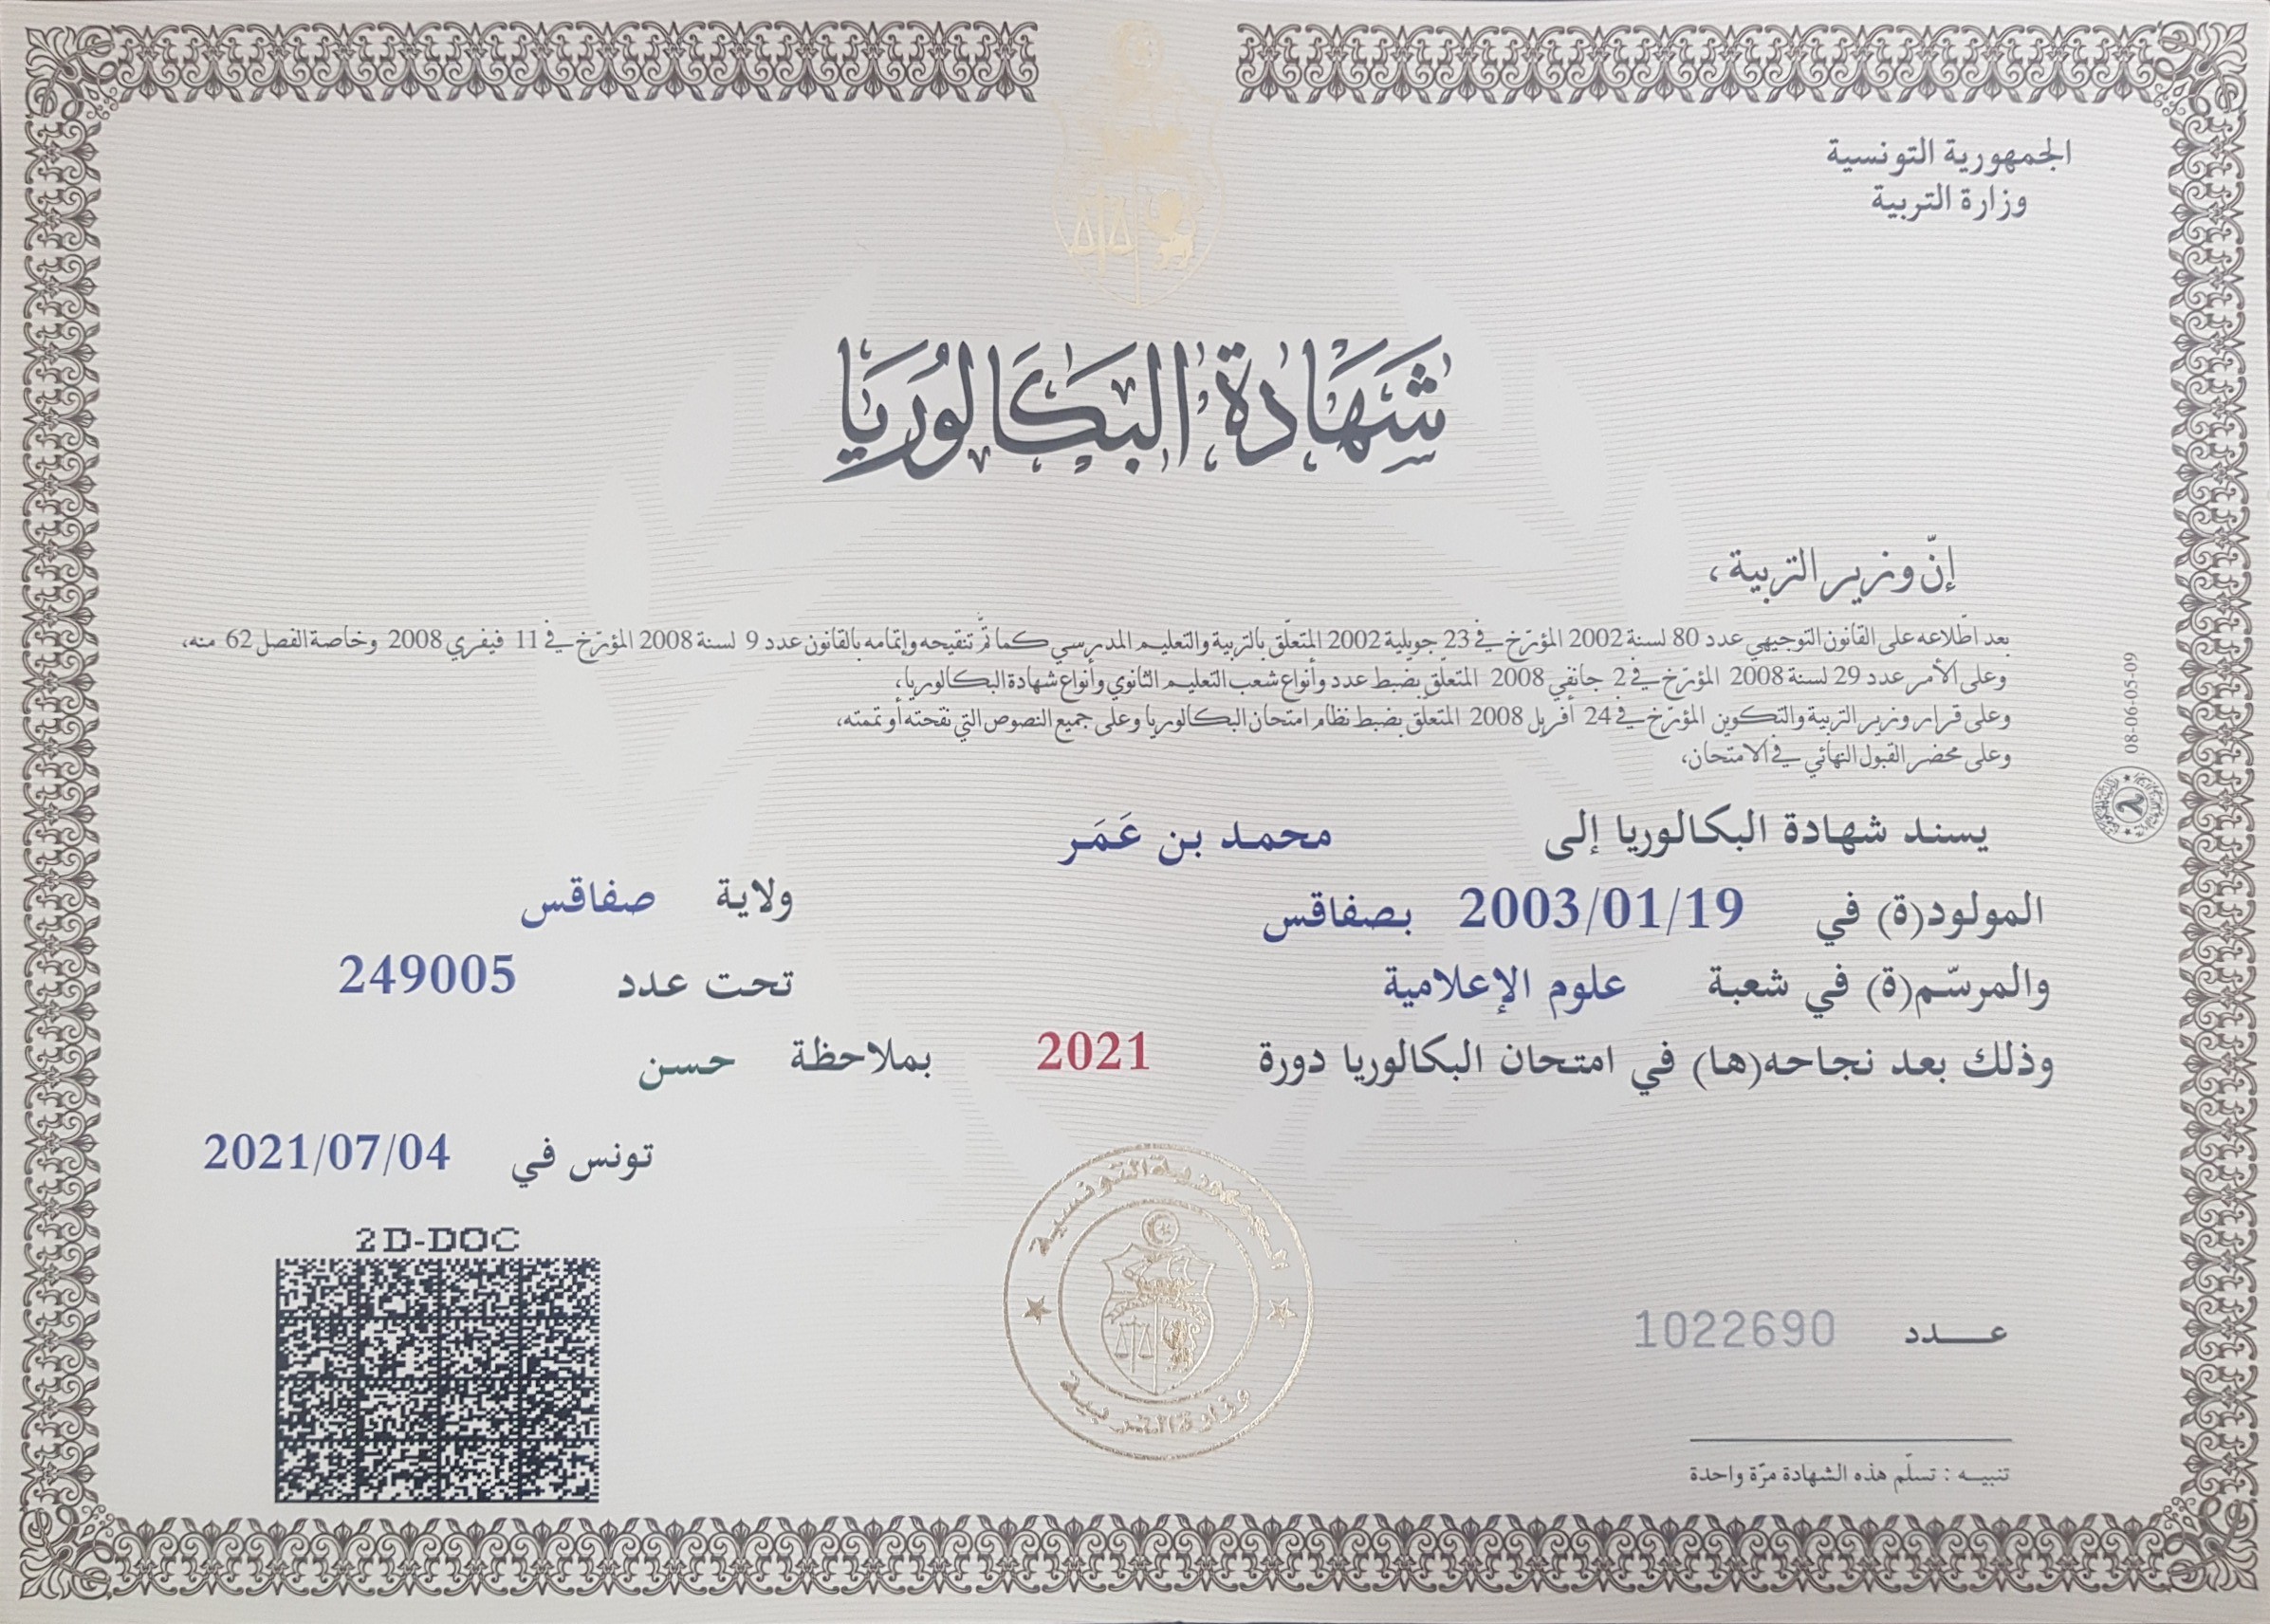 الجمهورية التونسية
وزارة التربية
شَهَادَة البَكَالُورِيَا
إنّ وزير التربية ،
بعد اطّلاعه على القانون التوجيهي عدد 80 لسنة 2002 المؤرّخ في 23 جويلية 2002 المتعلّق بالتربية والتعليم المدرسي كما تمّ تنقيحه وإتمامه بالقانون عدد 9 لسنة 2008 المؤرّخ في 11 فيفري 2008 وخاصة الفصل 62 منه،
وعلى الأمر عدد 29 لسنة 2008 المؤرّخ في 2 جانفي 2008 المتعلّق بضبط عدد وأنواع شعب التعليم الثانوي وأنواع شهادة البكالوريا،
وعلى قرار وزير التربية والتكوين المؤرّخ في 24 أفريل 2008 المتعلّق بضبط نظام امتحان البكالوريا وعلى جميع النصوص التي نقحته أو تممته،
وعلى محضر القبول النهائي في الامتحان،
يسند شهادة البكالوريا إلى محمد بن عَمَر
المولود(ة) في 2003/01/19 بصفاقس ولاية صفاقس
والمرسّم(ة) في شعبة علوم الإعلامية تحت عدد 249005
وذلك بعد نجاحه(ها) في امتحان البكالوريا دورة 2021 بملاحظة حسن
تونس في 2021/07/04
2D-DOC
الجمهورية التونسية
وزارة التربية
عـــدد 1022690
تنبيـه : تسلّم هذه الشهادة مرّة واحدة
08-06-05-09